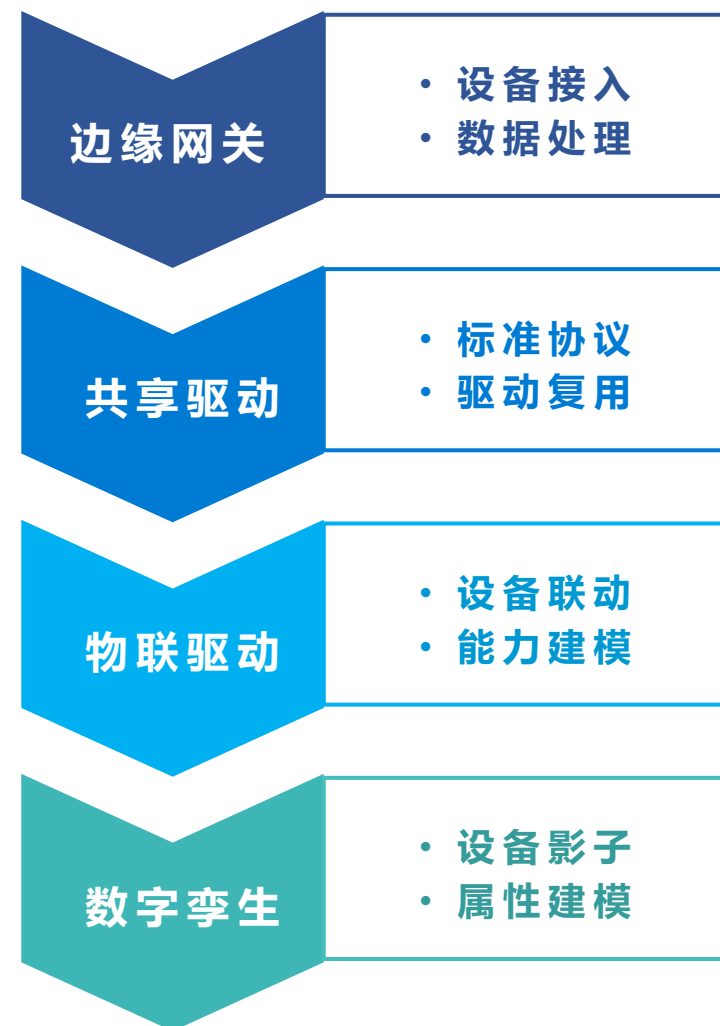 边缘网关
• 设备接入
• 数据处理
共享驱动
• 标准协议
• 驱动复用
物联驱动
• 设备联动
• 能力建模
数字孪生
• 设备影子
• 属性建模